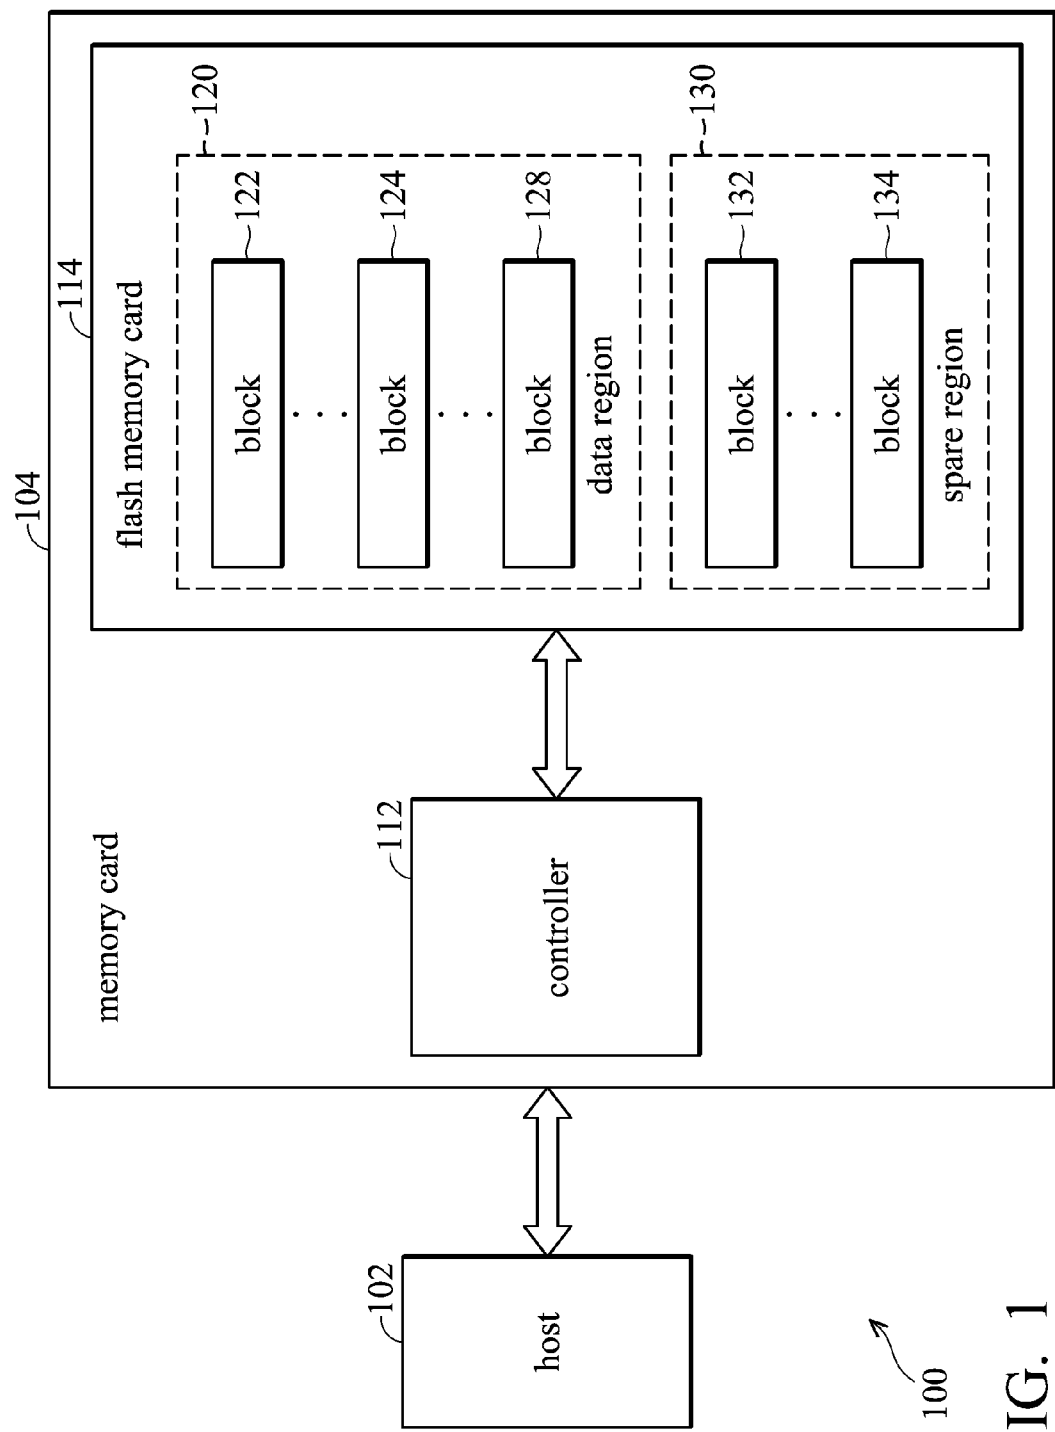 104
114
memory card
flash memory card
120
block
122
. . .
block
124
. . .
block
128
data region
130
block
132
. . .
block
134
spare region
112
controller
102
host
100
IG. 1